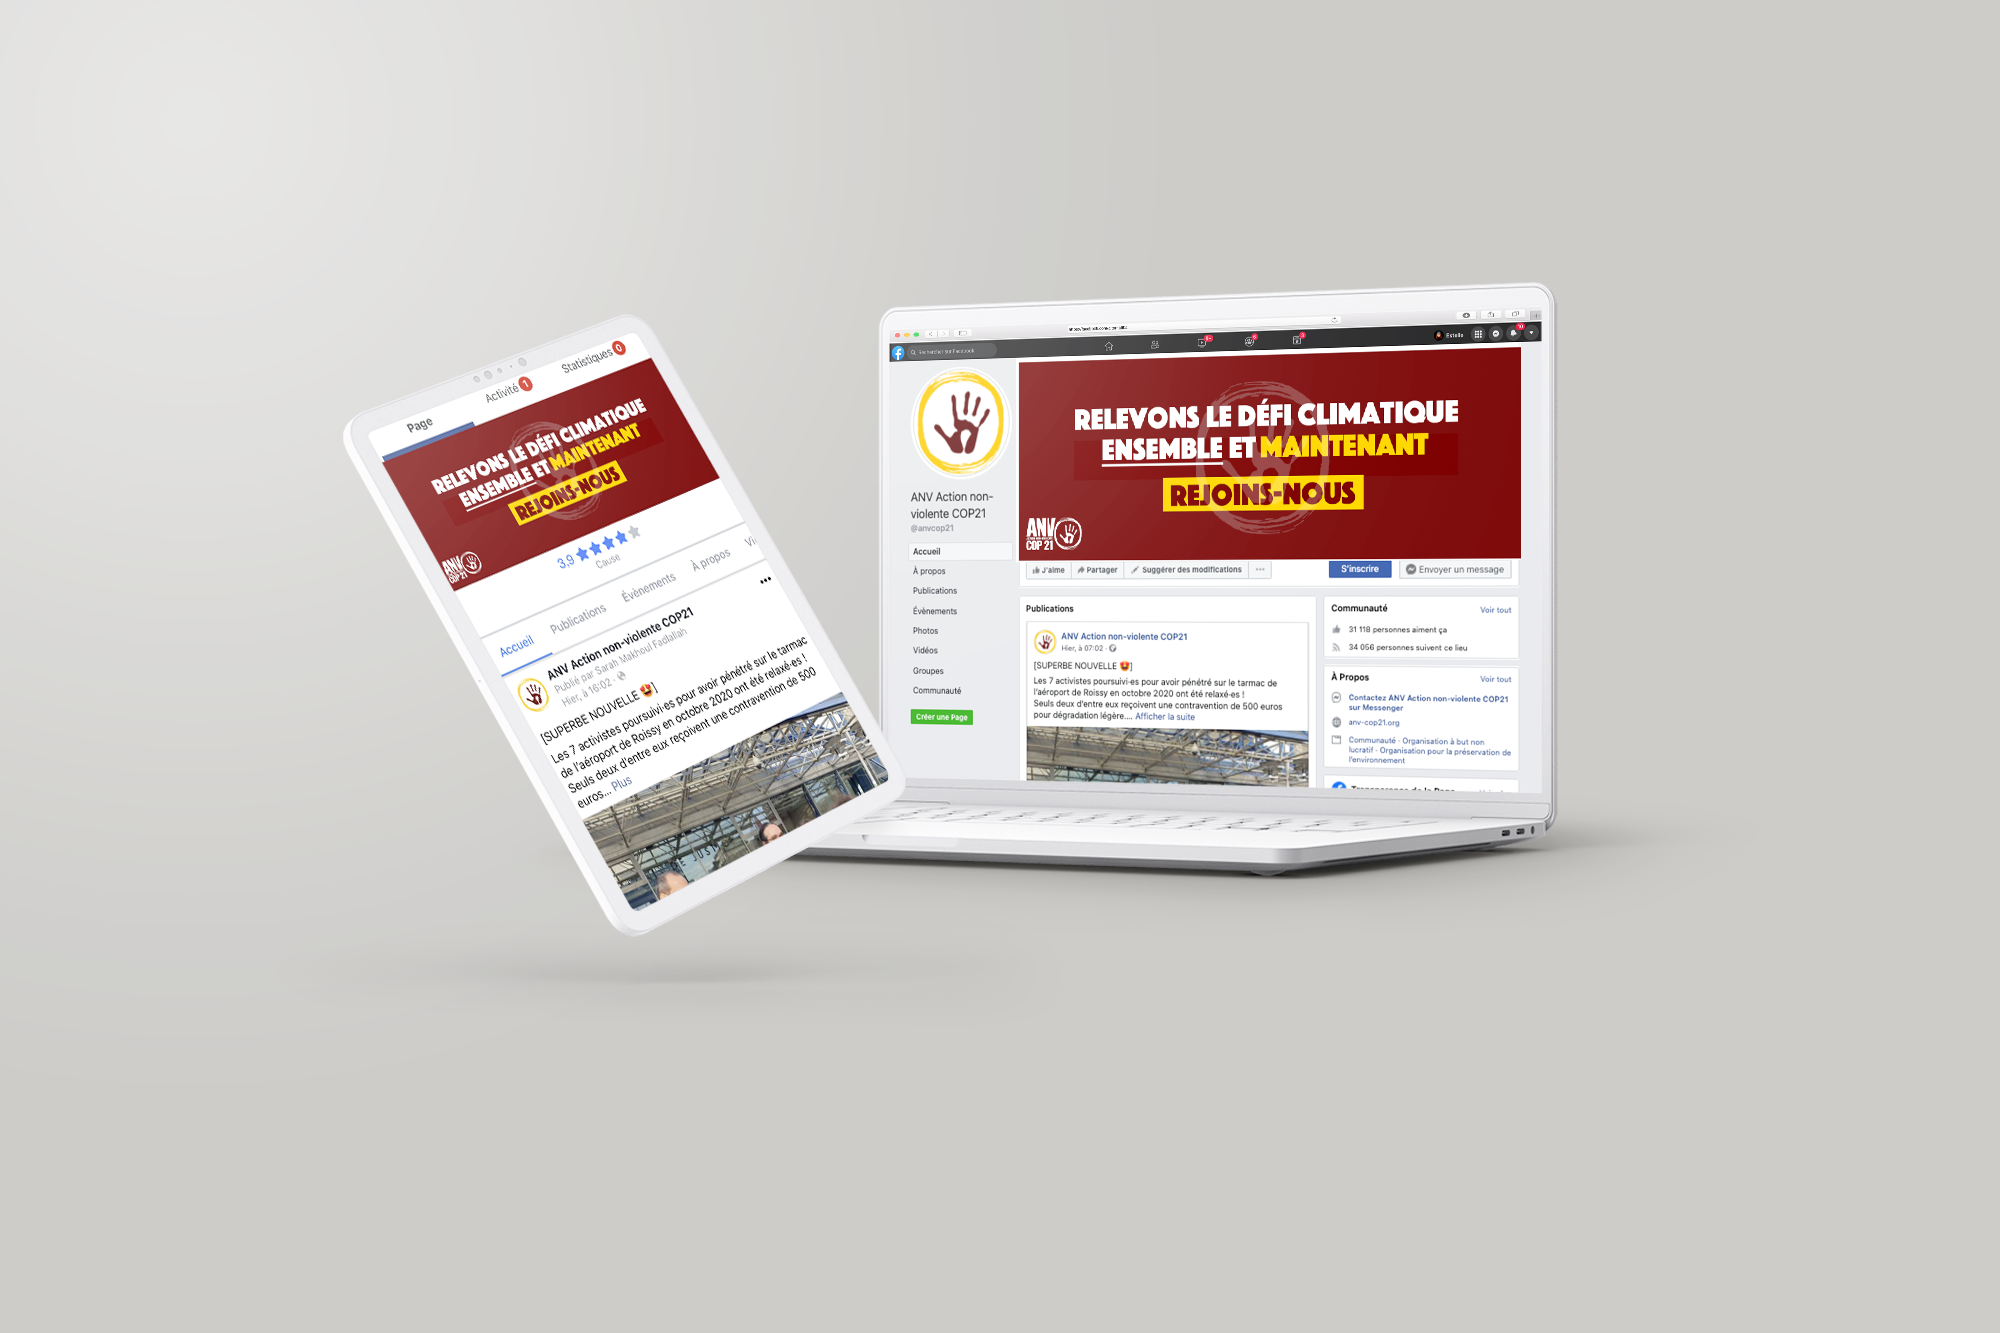 Page
Activité 1
Statistiques 0
RELEVONS LE DÉFI CLIMATIQUE
ENSEMBLE ET MAINTENANT
REJOINS-NOUS
ANV
COP 21
3,9
Cause
Accueil
Publications
Évènements
À propos
Vi
ANV Action non-violente COP21
Publié par Sarah Makhoul Fadlallah
Hier, à 16:02 ·
[SUPERBE NOUVELLE 🤩]
Les 7 activistes poursuivi·es pour avoir pénétré sur le tarmac
de l'aéroport de Roissy en octobre 2020 ont été relaxé·es !
Seuls deux d'entre eux reçoivent une contravention de 500
euros... Plus
DE JUST
Rechercher sur Facebook
Estelle
ANV Action non-
violente COP21
@anvcop21
Accueil
À propos
Publications
Évènements
Photos
Vidéos
Groupes
Communauté
Créer une Page
RELEVONS LE DÉFI CLIMATIQUE
ENSEMBLE ET MAINTENANT
REJOINS-NOUS
ANV
COP 21
J'aime
Partager
Suggérer des modifications
S'inscrire
Envoyer un message
Publications
ANV Action non-violente COP21
Hier, à 07:02 ·
[SUPERBE NOUVELLE 🤩]
Les 7 activistes poursuivi·es pour avoir pénétré sur le tarmac de
l'aéroport de Roissy en octobre 2020 ont été relaxé·es !
Seuls deux d'entre eux reçoivent une contravention de 500 euros
pour dégradation légère.... Afficher la suite
Communauté
Voir tout
31 118 personnes aiment ça
34 056 personnes suivent ce lieu
À Propos
Voir tout
Contactez ANV Action non-violente COP21
sur Messenger
anv-cop21.org
Communauté · Organisation à but non
lucratif · Organisation pour la préservation de
l'environnement
Transparence de la Page